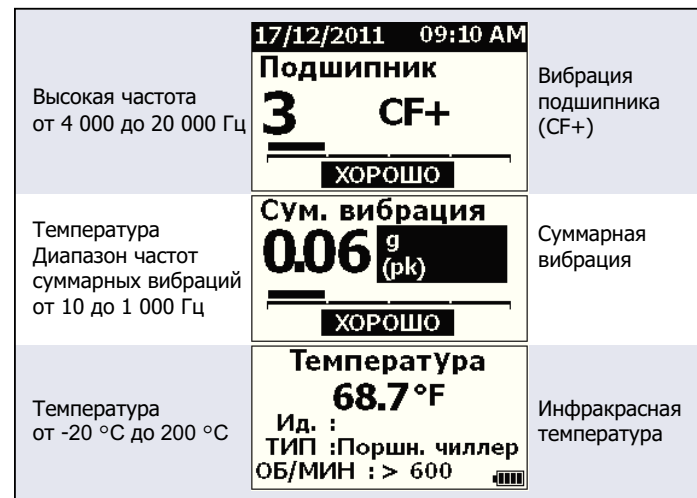 17/12/2011 09:10 AM
Высокая частота
от 4 000 до 20 000 Гц
Подшипник
3 CF+
ХОРОШО
Вибрация
подшипника
(CF+)
Температура
Диапазон частот
суммарных вибраций
от 10 до 1 000 Гц
Сум. вибрация
0.06 g
(pk)
ХОРОШО
Суммарная
вибрация
Температура
от -20 °C до 200 °C
Температура
68.7°F
Ид. :
ТИП :Поршн. чиллер
ОБ/МИН : > 600
Инфракрасная
температура